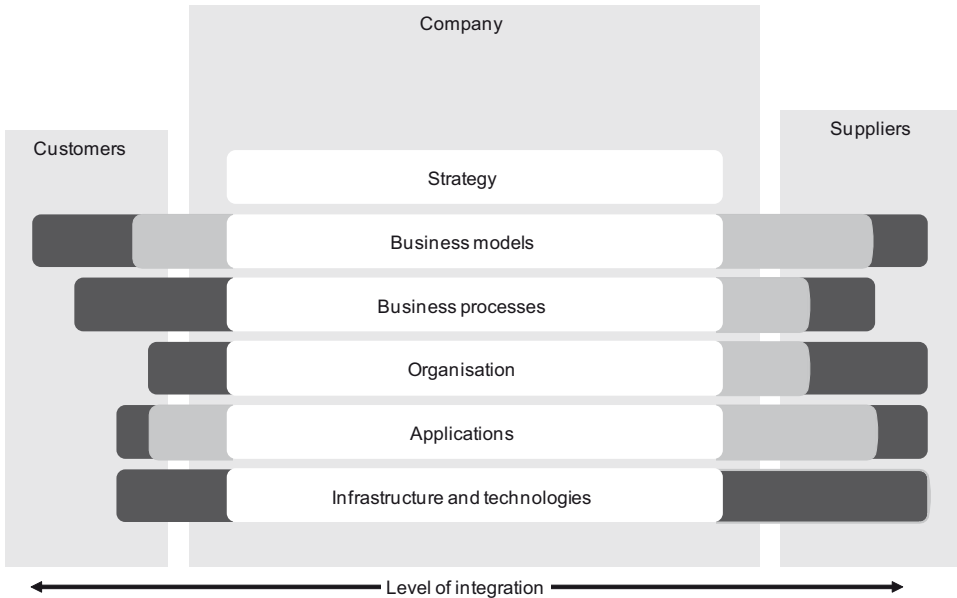 Company
Customers
Suppliers
Strategy
Business models
Business processes
Organisation
Applications
Infrastructure and technologies
Level of integration